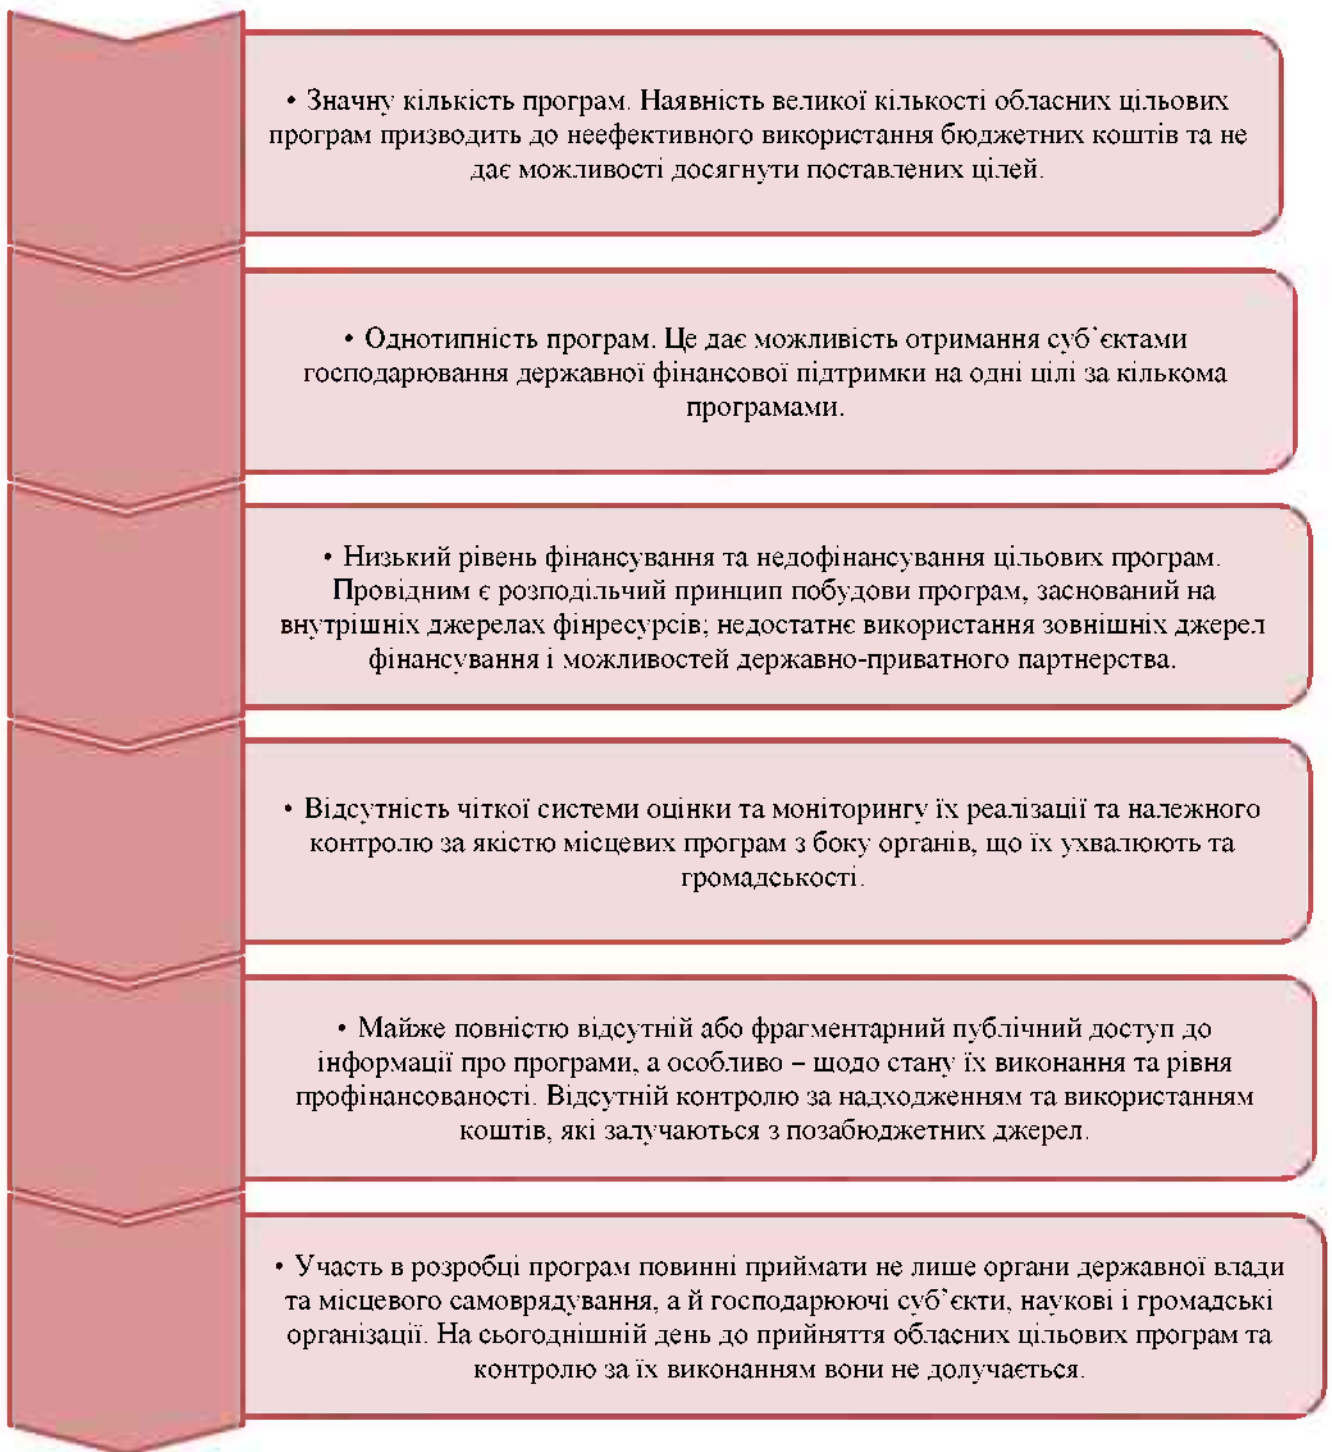 • Значну кількість програм. Наявність великої кількості обласних цільових
програм призводить до неефективного використання бюджетних коштів та не
дає можливості досягнути поставлених цілей.
• Однотипність програм. Це дає можливість отримання суб`єктами
господарювання державної фінансової підтримки на одні цілі за кількома
програмами.
• Низький рівень фінансування та недофінансування цільових програм.
Провідним є розподільчий принцип побудови програм, заснований на
внутрішніх джерелах фінресурсів; недостатнє використання зовнішніх джерел
фінансування і можливостей державно-приватного партнерства.
• Відсутність чіткої системи оцінки та моніторингу їх реалізації та належного
контролю за якістю місцевих програм з боку органів, що їх ухвалюють та
громадськості.
• Майже повністю відсутній або фрагментарний публічний доступ до
інформації про програми, а особливо – щодо стану їх виконання та рівня
профінансованості. Відсутній контролю за надходженням та використанням
коштів, які залучаються з позабюджетних джерел.
• Участь в розробці програм повинні приймати не лише органи державної влади
та місцевого самоврядування, а й господарюючі суб`єкти, наукові і громадські
організації. На сьогоднішній день до прийняття обласних цільових програм та
контролю за їх виконанням вони не долучається.